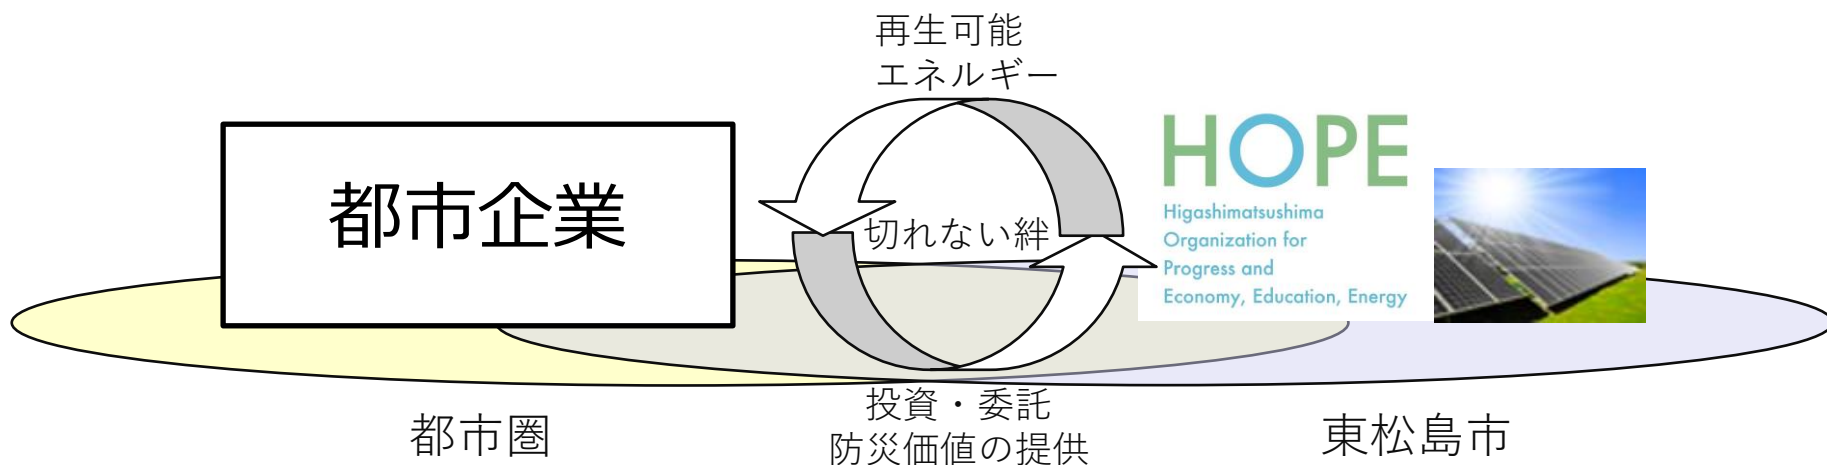 再生可能
エネルギー
都市企業
切れない絆
HOPE
Higashimatsushima
Organization for
Progress and
Economy, Education, Energy
投資・委託
防災価値の提供
都市圏
東松島市